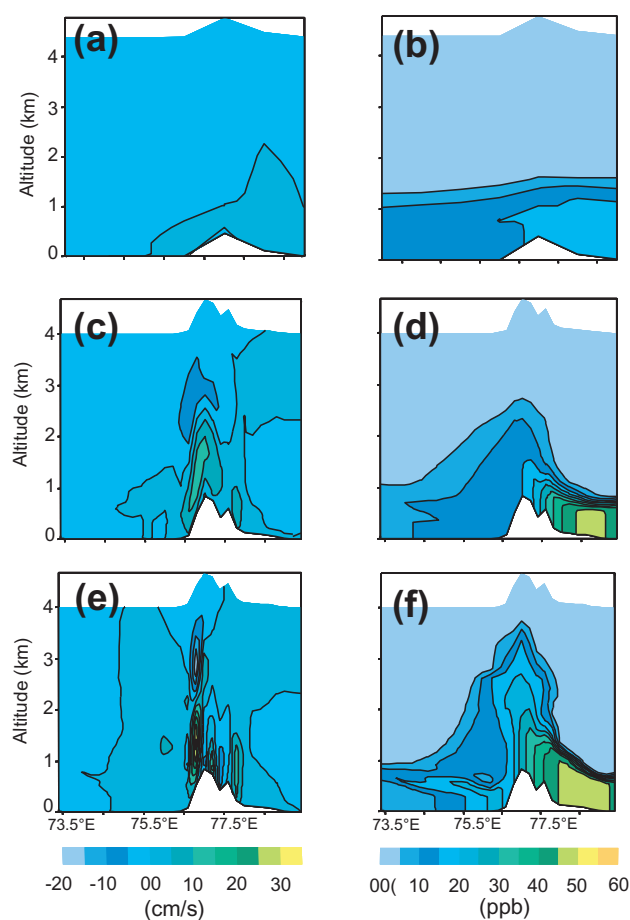 (a) (b)
Altitude (km) 4 3 2 1 0
(c) (d)
Altitude (km) 4 3 2 1 0
(e) (f)
Altitude (km) 4 3 2 1 0
73.5°E 75.5°E 77.5°E 73.5°E 75.5°E 77.5°E
-20 -10 00 10 20 30 00( 10 20 30 40 50 60
(cm/s) (ppb)